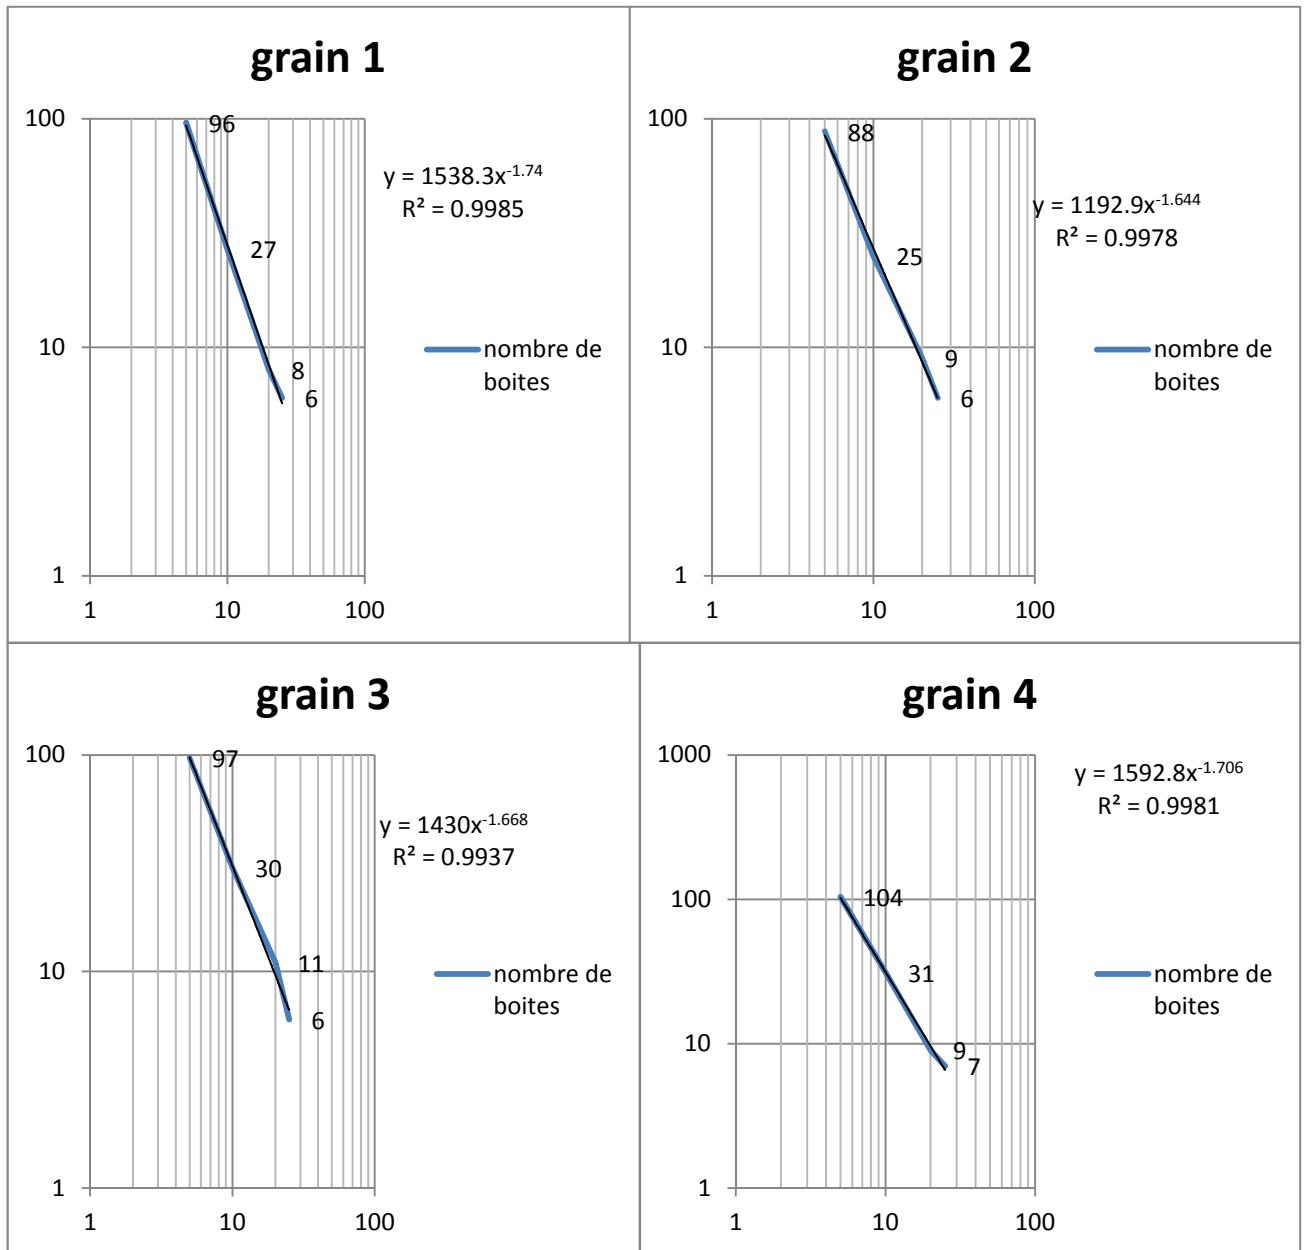 grain 1
100
96
y = 1538.3x^-1.74
R² = 0.9985
27
10
nombre de
boites
8
6
1
1 10 100
grain 2
100
88
y = 1192.9x^-1.644
R² = 0.9978
25
10
nombre de
boites
9
6
1
1 10 100
grain 3
100
97
y = 1430x^-1.668
R² = 0.9937
30
11
10
nombre de
boites
6
1
1 10 100
grain 4
1000
y = 1592.8x^-1.706
R² = 0.9981
100
104
31
nombre de
boites
10
9
7
1
1 10 100